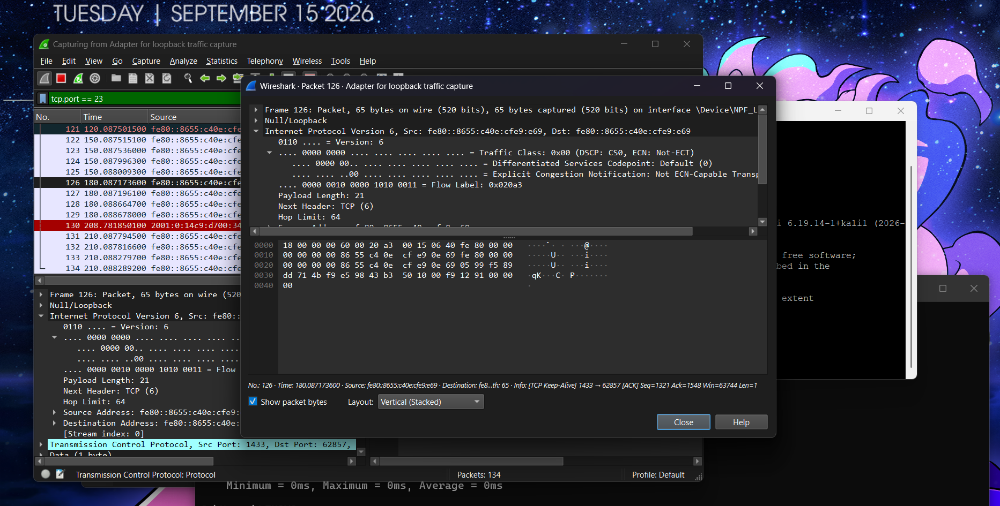 TUESDAY | SEPTEMBER 15 2026
Capturing from Adapter for loopback traffic capture
File Edit View Go Capture Analyze Statistics Telephony Wireless Tools Help
tcp.port == 23
No. Time Source
121 120.087501500 fe80::8655:c40e:cfe
122 150.087515100 fe80::8655:c40e:cfe
123 150.087536000 fe80::8655:c40e:cfe
124 150.087996300 fe80::8655:c40e:cfe
125 150.088009300 fe80::8655:c40e:cfe
126 180.087173600 fe80::8655:c40e:cfe
127 180.087196100 fe80::8655:c40e:cfe
128 180.088664700 fe80::8655:c40e:cfe
129 180.088678000 fe80::8655:c40e:cfe
130 208.781850100 2001:0:14c9:d700:34
131 210.087794500 fe80::8655:c40e:cfe
132 210.087816600 fe80::8655:c40e:cfe
133 210.088279700 fe80::8655:c40e:cfe
134 210.088289200 fe80::8655:c40e:cfe
Frame 126: Packet, 65 bytes on wire (520
Null/Loopback
Internet Protocol Version 6, Src: fe80::
0110 .... = Version: 6
.... 0000 0000 .... .... .... .... ..
.... 0000 00.. .... .... .... ....
.... .... ..00 .... .... .... ....
.... 0000 0010 0000 1010 0011 = Flow
Payload Length: 21
Next Header: TCP (6)
Hop Limit: 64
Source Address: fe80::8655:c40e:cfe9:
Destination Address: fe80::8655:c40e:
[Stream index: 0]
Transmission Control Protocol, Src Port: 1433, Dst Port: 62857,
Data (1 byte)
Transmission Control Protocol: Protocol
Packets: 134
Profile: Default
Wireshark · Packet 126 · Adapter for loopback traffic capture
Frame 126: Packet, 65 bytes on wire (520 bits), 65 bytes captured (520 bits) on interface \Device\NPF_L
Null/Loopback
Internet Protocol Version 6, Src: fe80::8655:c40e:cfe9:e69, Dst: fe80::8655:c40e:cfe9:e69
0110 .... = Version: 6
.... 0000 0000 .... .... .... .... .... = Traffic Class: 0x00 (DSCP: CS0, ECN: Not-ECT)
.... 0000 00.. .... .... .... .... .... = Differentiated Services Codepoint: Default (0)
.... .... ..00 .... .... .... .... .... = Explicit Congestion Notification: Not ECN-Capable Transp
.... 0000 0010 0000 1010 0011 = Flow Label: 0x020a3
Payload Length: 21
Next Header: TCP (6)
Hop Limit: 64
0000 18 00 00 00 60 00 20 a3 00 15 06 40 fe 80 00 00 ····`· · ···@····
0010 00 00 00 00 86 55 c4 0e cf e9 0e 69 fe 80 00 00 ·····U·· ···i····
0020 00 00 00 00 86 55 c4 0e cf e9 0e 69 05 99 f5 89 ·····U·· ···i····
0030 dd 71 4b f9 e5 98 43 b3 50 10 00 f9 12 91 00 00 ·qK···C· P·······
0040 00 ·
No.: 126 · Time: 180.087173600 · Source: fe80::8655:c40e:cfe9:e69 · Destination: fe8...th: 65 · Info: [TCP Keep-Alive] 1433 → 62857 [ACK] Seq=1321 Ack=1548 Win=63744 Len=1
Show packet bytes
Layout: Vertical (Stacked)
Close Help
i 6.19.14-1+kali1 (2026-
free software;
bed in the
extent
Minimum = 0ms, Maximum = 0ms, Average = 0ms